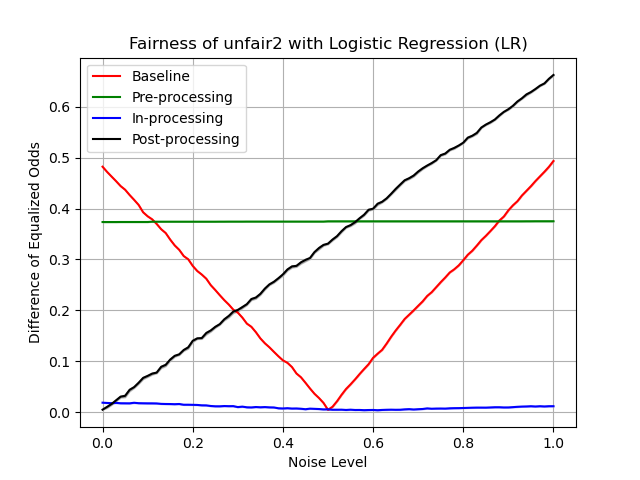 Fairness of unfair2 with Logistic Regression (LR)
Baseline
Pre-processing
In-processing
Post-processing
Difference of Equalized Odds
0.6
0.5
0.4
0.3
0.2
0.1
0.0
0.0 0.2 0.4 0.6 0.8 1.0
Noise Level